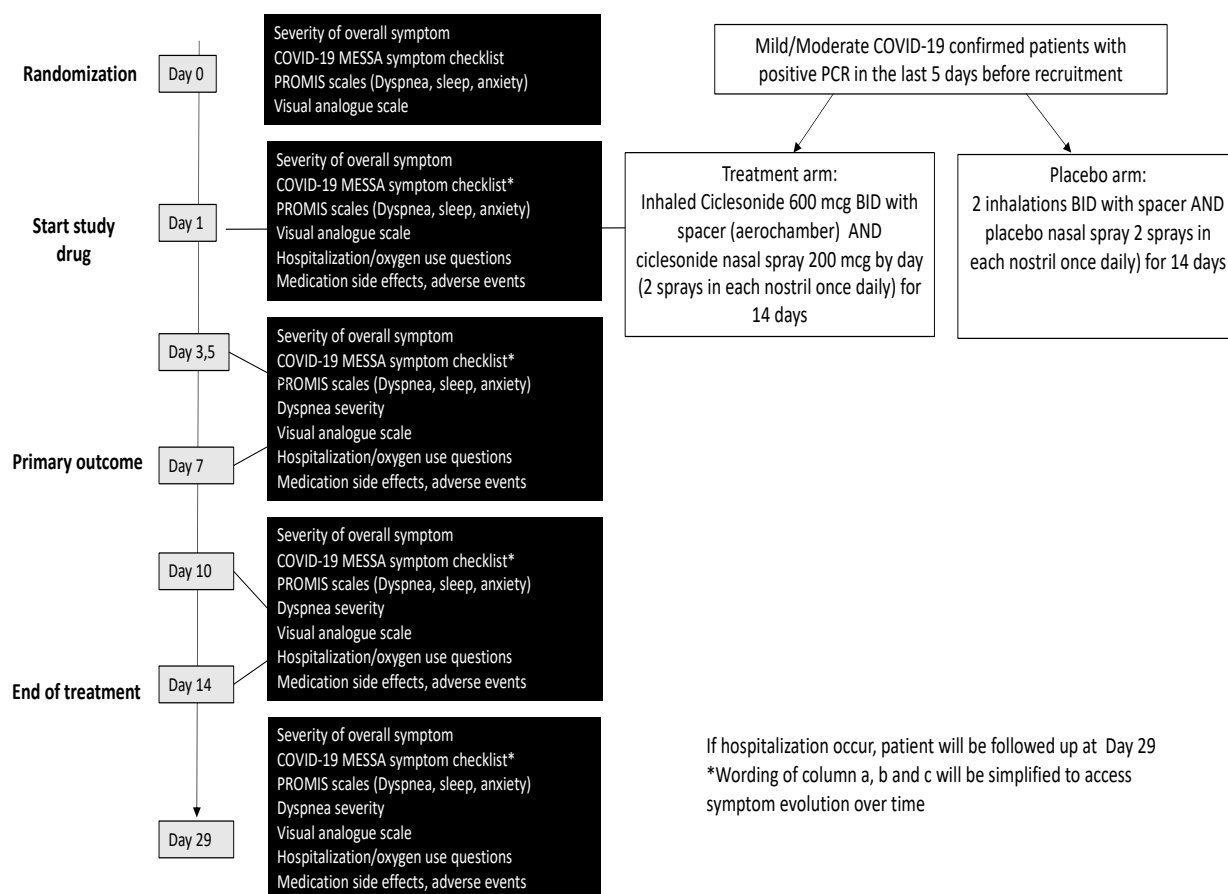 Randomization
Day 0
Severity of overall symptom
COVID-19 MESSA symptom checklist
PROMIS scales (Dyspnea, sleep, anxiety)
Visual analogue scale
Mild/Moderate COVID-19 confirmed patients with
positive PCR in the last 5 days before recruitment
Start study
drug
Day 1
Severity of overall symptom
COVID-19 MESSA symptom checklist*
PROMIS scales (Dyspnea, sleep, anxiety)
Visual analogue scale
Hospitalization/oxygen use questions
Medication side effects, adverse events
Treatment arm:
Inhaled Ciclesonide 600 mcg BID with
spacer (aerochamber) AND
ciclesonide nasal spray 200 mcg by day
(2 sprays in each nostril once daily) for
14 days
Placebo arm:
2 inhalations BID with spacer AND
placebo nasal spray 2 sprays in
each nostril once daily) for 14 days
Day 3,5
Primary outcome
Day 7
Severity of overall symptom
COVID-19 MESSA symptom checklist*
PROMIS scales (Dyspnea, sleep, anxiety)
Dyspnea severity
Visual analogue scale
Hospitalization/oxygen use questions
Medication side effects, adverse events
Day 10
End of treatment
Day 14
Severity of overall symptom
COVID-19 MESSA symptom checklist*
PROMIS scales (Dyspnea, sleep, anxiety)
Dyspnea severity
Visual analogue scale
Hospitalization/oxygen use questions
Medication side effects, adverse events
Day 29
Severity of overall symptom
COVID-19 MESSA symptom checklist*
PROMIS scales (Dyspnea, sleep, anxiety)
Dyspnea severity
Visual analogue scale
Hospitalization/oxygen use questions
Medication side effects, adverse events
If hospitalization occur, patient will be followed up at Day 29
*Wording of column a, b and c will be simplified to access
symptom evolution over time